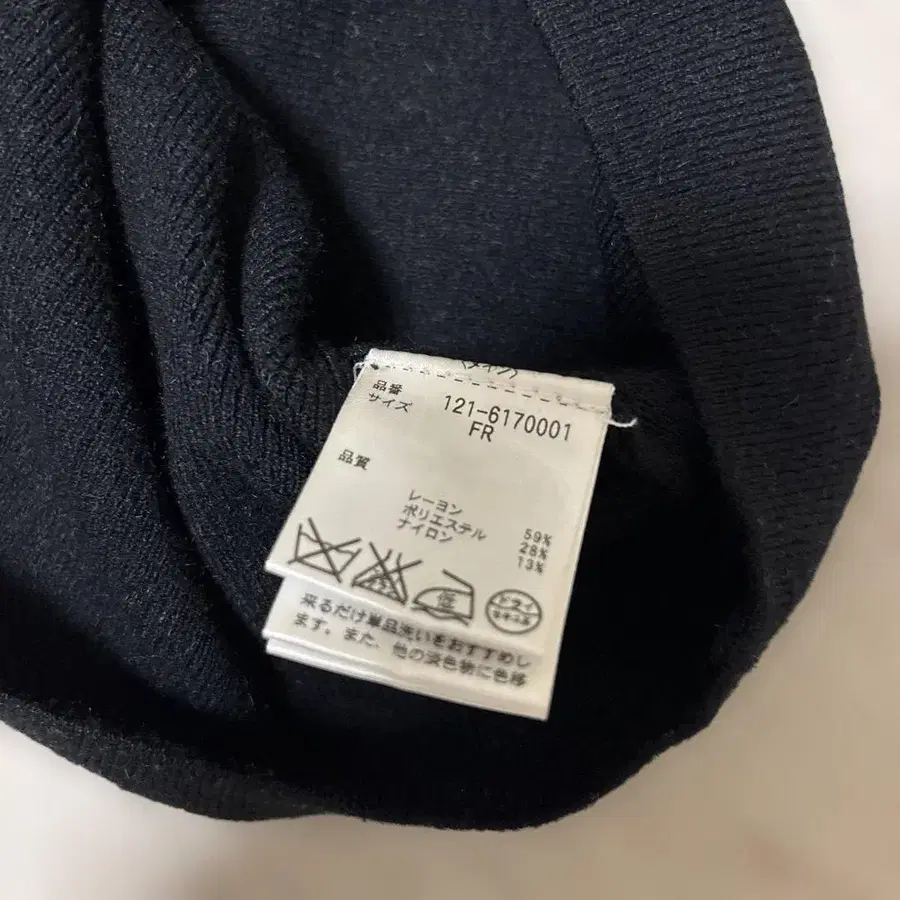 品番 121-6170001
サイズ FR
品質
レーヨン 59%
ポリエステル 28%
ナイロン 13%
低
ドライ
来るだけ単品洗いをおすすめし
ます。また、他の淡色物に色移